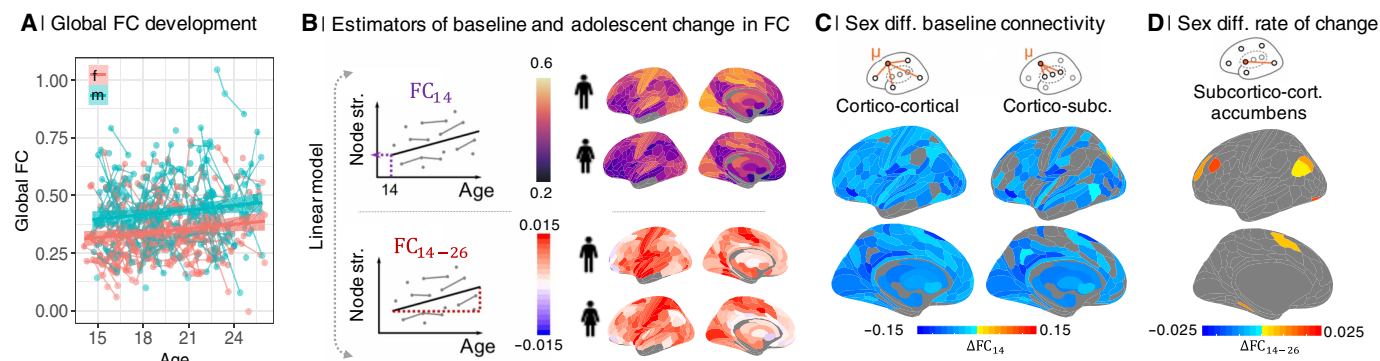 A | Global FC development
Global FC
1.00
0.75
0.50
0.25
0.00
f
m
15
18
21
24
Age
B | Estimators of baseline and adolescent change in FC
Linear model
FC14
Node str.
14
Age
0.6
0.2
FC14−26
Node str.
Age
0.015
−0.015
C | Sex diff. baseline connectivity
μ
Cortico-cortical
μ
Cortico-subc.
−0.15
0.15
ΔFC14
D | Sex diff. rate of change
Subcortico-cort.
accumbens
−0.025
0.025
ΔFC14−26